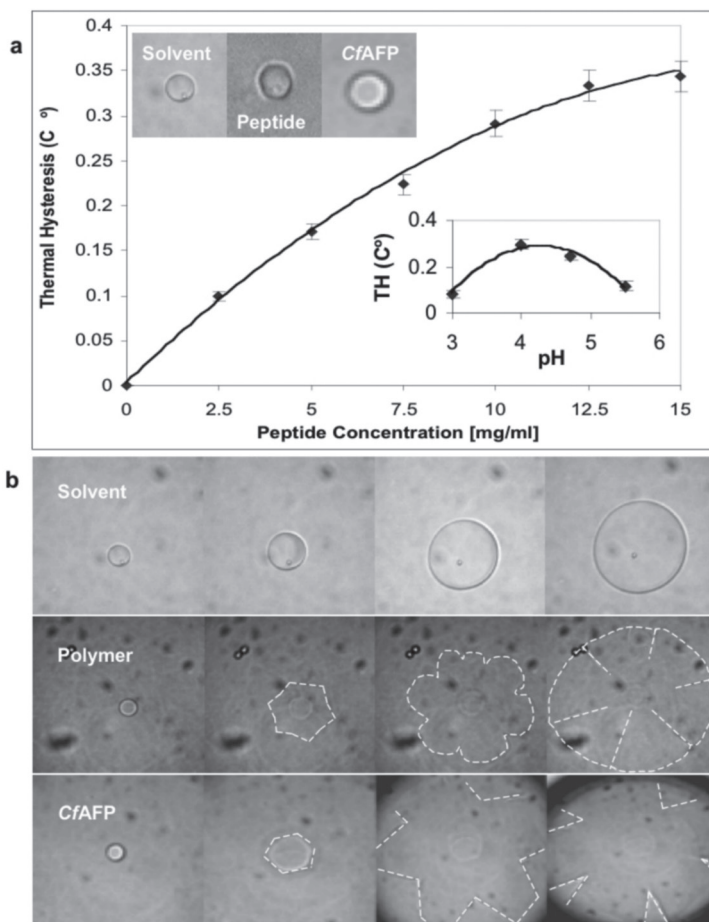 a
0.4
0.35
0.3
0.25
0.2
0.15
0.1
0.05
0
Thermal Hysteresis (C º)
Solvent
Peptide
CfAFP
0.4
0.2
0
TH (Cº)
3 4 5 6
pH
0 2.5 5 7.5 10 12.5 15
Peptide Concentration [mg/ml]
b
Solvent
Polymer
CfAFP